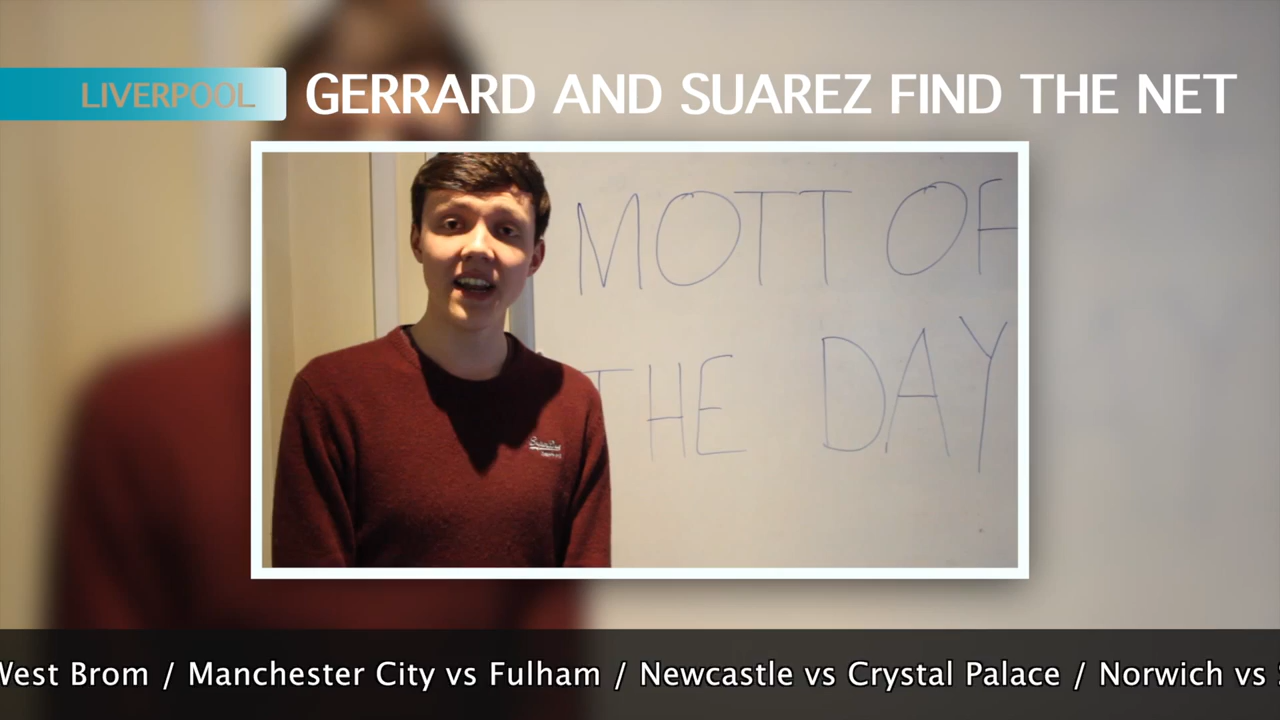 LIVERPOOL
GERRARD AND SUAREZ FIND THE NET
MOTT OF
THE DAY
West Brom / Manchester City vs Fulham / Newcastle vs Crystal Palace / Norwich vs